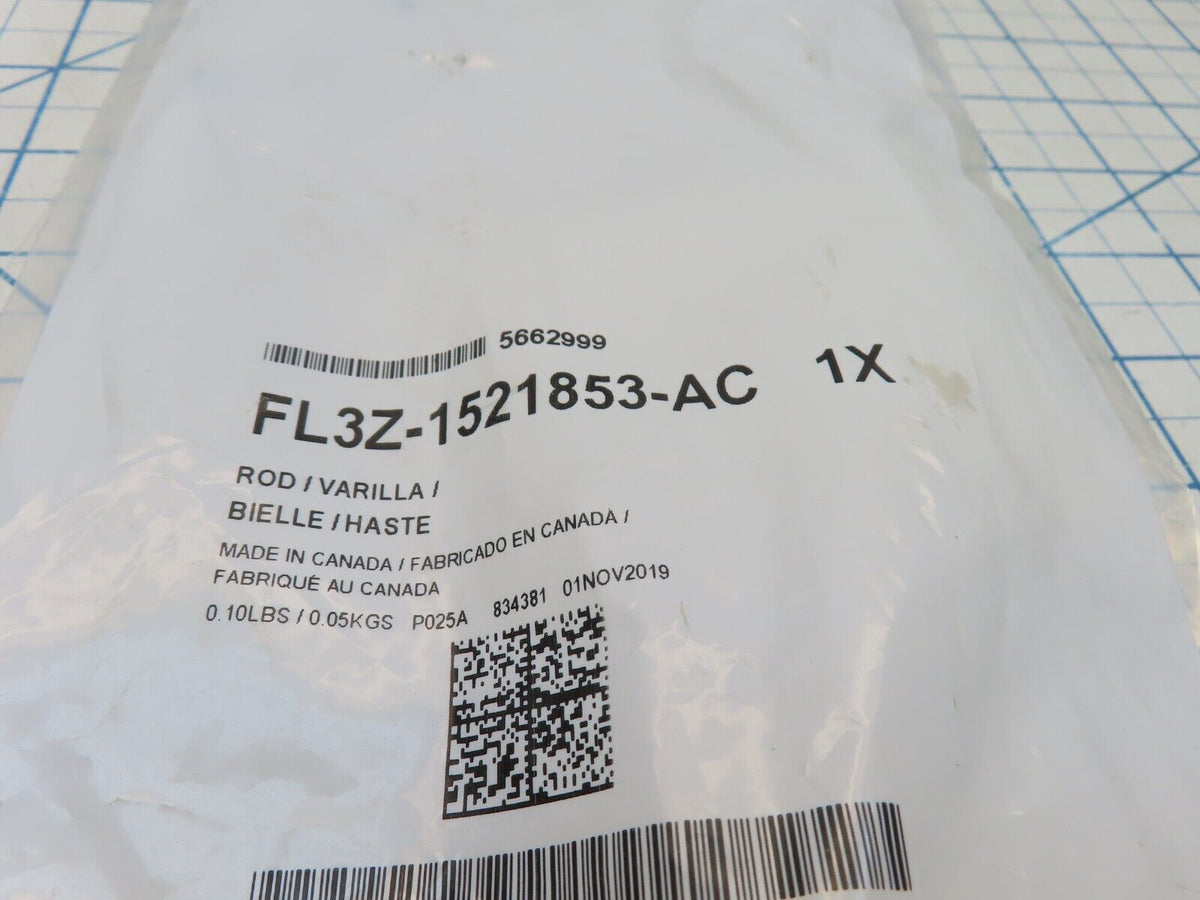 5662999
FL3Z-1521853-AC 1X
ROD / VARILLA /
BIELLE / HASTE
MADE IN CANADA / FABRICADO EN CANADA /
FABRIQUÉ AU CANADA
0.10LBS / 0.05KGS P025A 834381 01NOV2019